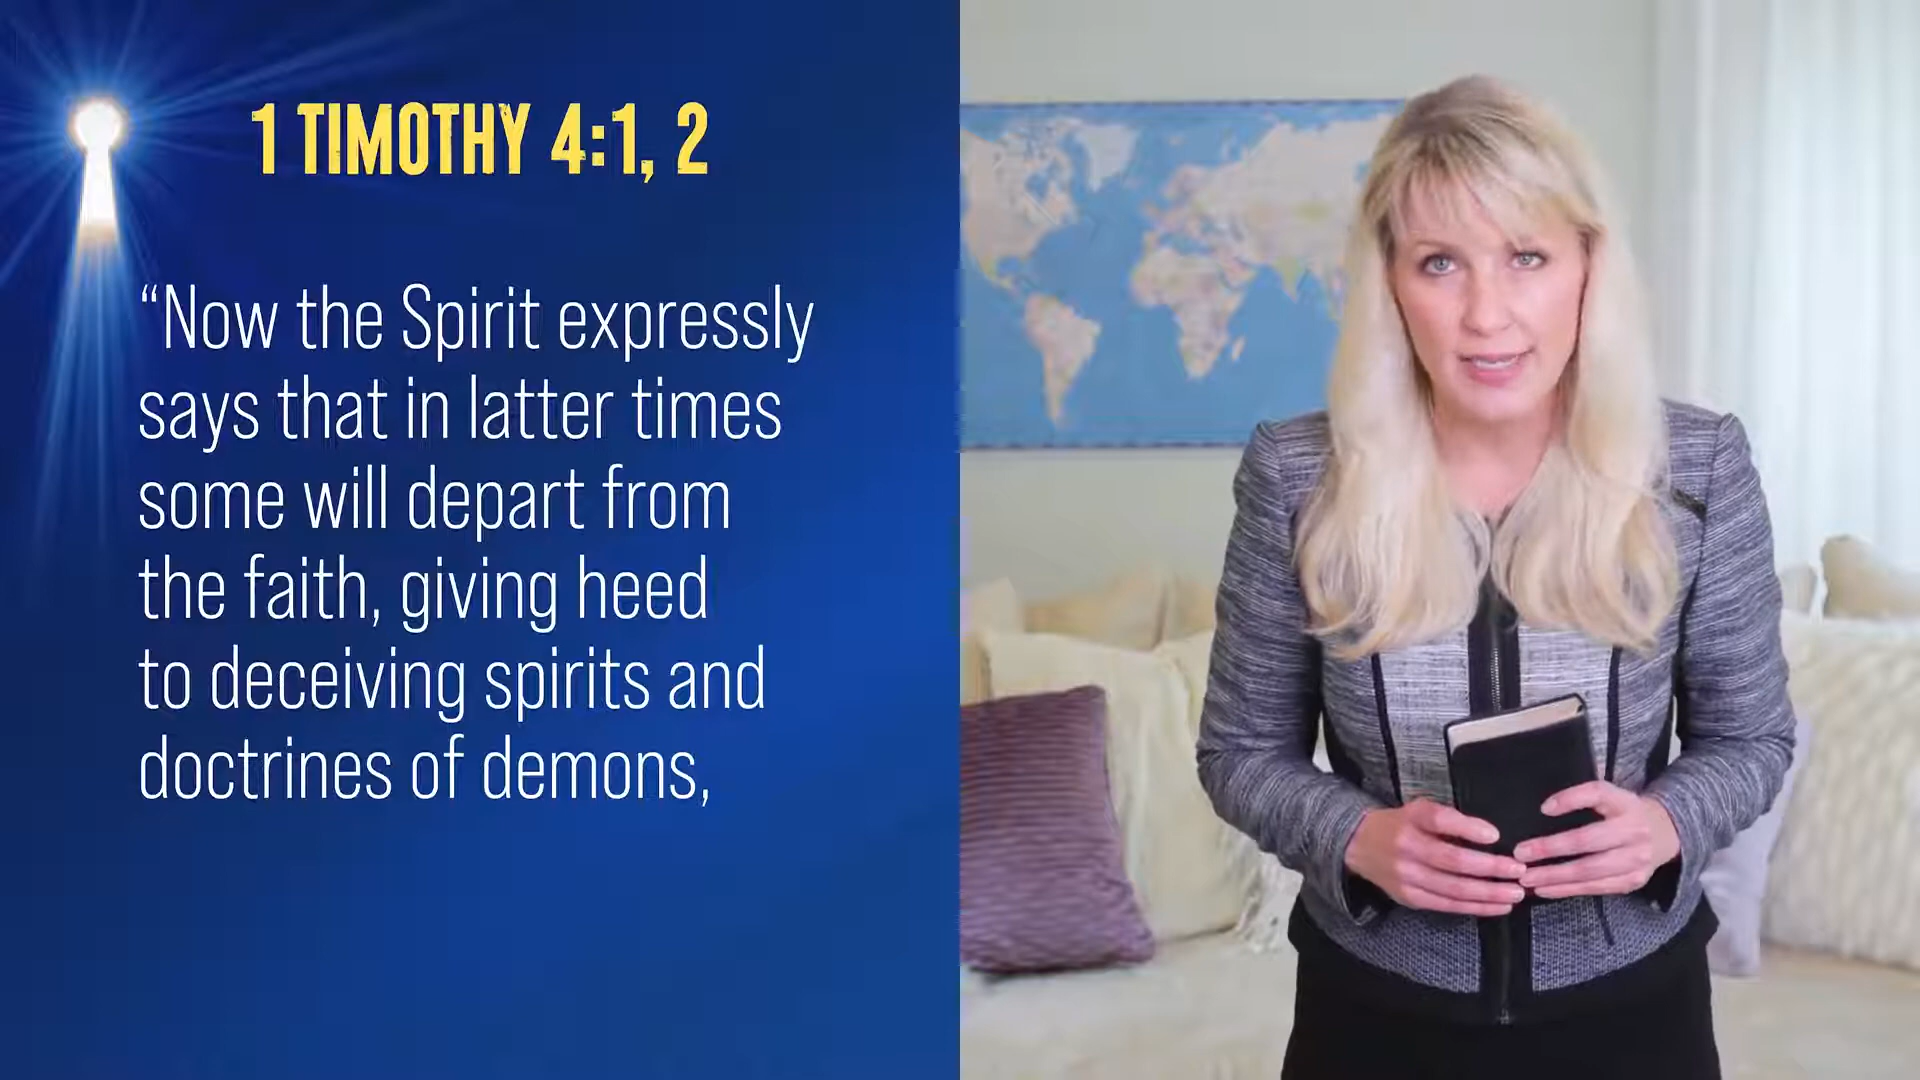 1 TIMOTHY 4:1, 2
“Now the Spirit expressly
says that in latter times
some will depart from
the faith, giving heed
to deceiving spirits and
doctrines of demons,